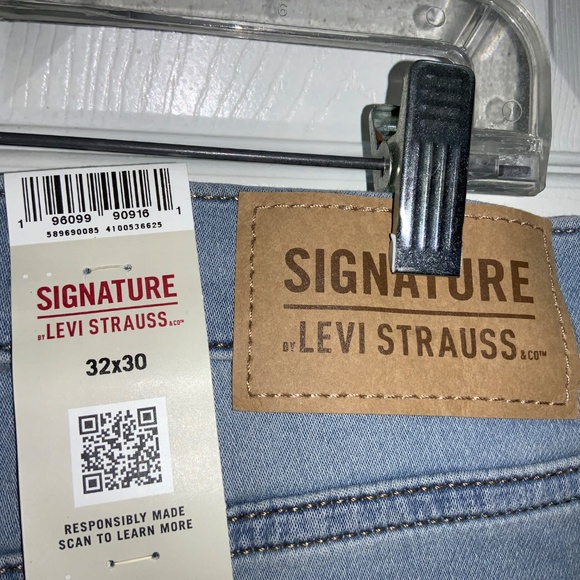 1 96099 90916 1
589690085 4100536625
SIGNATURE
BY LEVI STRAUSS & CO™
32x30
RESPONSIBLY MADE
SCAN TO LEARN MORE
SIGNATURE
BY LEVI STRAUSS & CO™